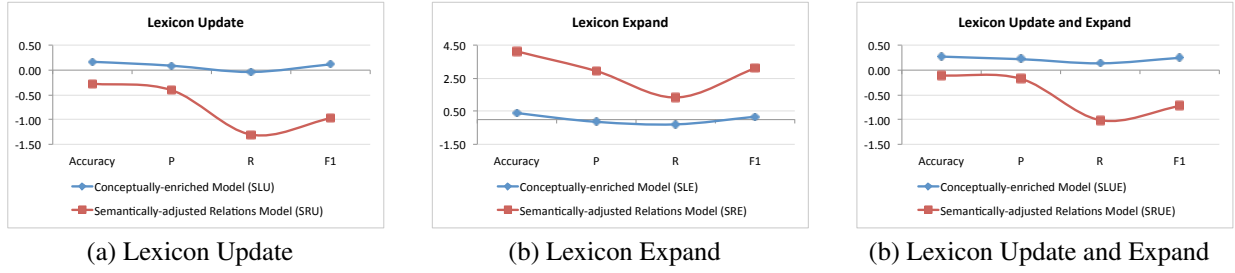 Lexicon Update
0.50
0.00
-0.50
-1.00
-1.50
Accuracy P R F1
Conceptually-enriched Model (SLU)
Semantically-adjusted Relations Model (SRU)
(a) Lexicon Update
Lexicon Expand
4.50
2.50
0.50
-1.50
Accuracy P R F1
Conceptually-enriched Model (SLE)
Semantically-adjusted Relations Model (SRE)
(b) Lexicon Expand
Lexicon Update and Expand
0.50
0.00
-0.50
-1.00
-1.50
Accuracy P R F1
Conceptually-enriched Model (SLUE)
Semantically-adjusted Relations Model (SRUE)
(b) Lexicon Update and Expand